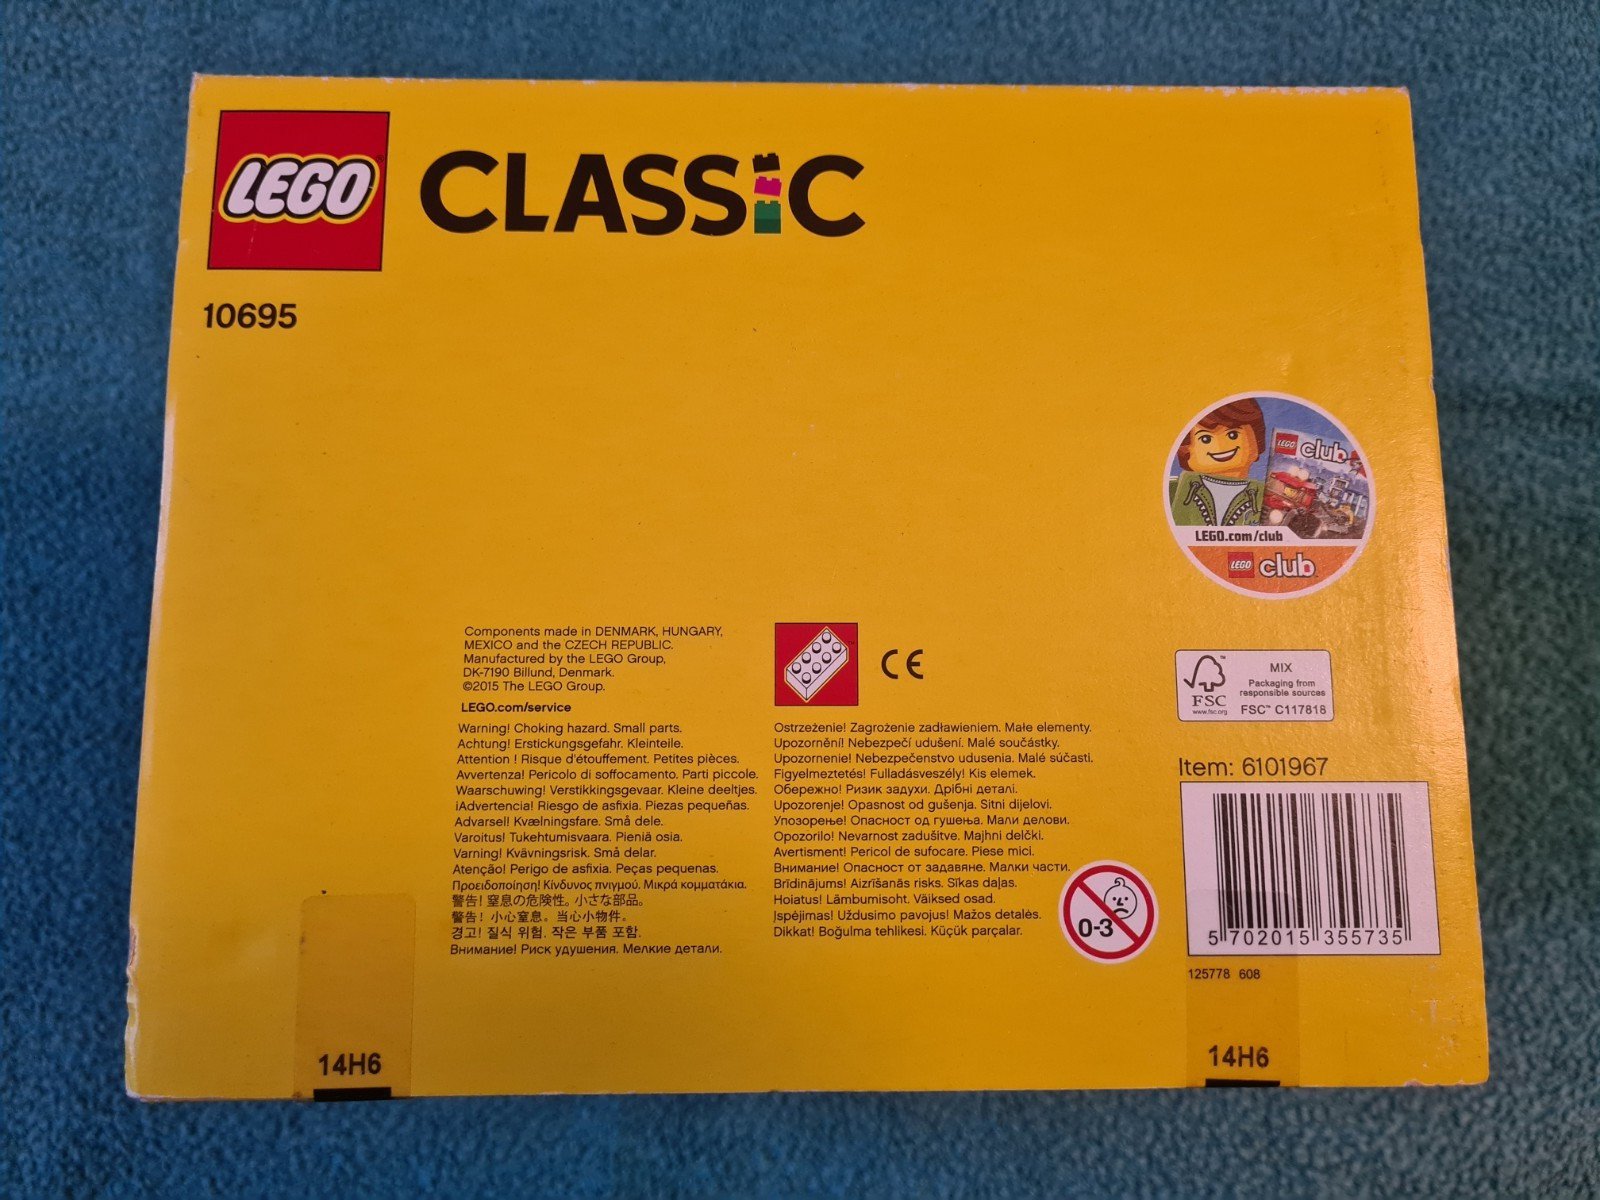 LEGO
CLASSIC
10695
LEGO club
LEGO.com/club
LEGO club
Components made in DENMARK, HUNGARY,
MEXICO and the CZECH REPUBLIC.
Manufactured by the LEGO Group,
DK-7190 Billund, Denmark.
©2015 The LEGO Group.
LEGO.com/service
Warning! Choking hazard. Small parts.
Achtung! Erstickungsgefahr. Kleinteile.
Attention ! Risque d'étouffement. Petites pièces.
Avvertenza! Pericolo di soffocamento. Parti piccole.
Waarschuwing! Verstikkingsgevaar. Kleine deeltjes.
¡Advertencia! Riesgo de asfixia. Piezas pequeñas.
Advarsel! Kvælningsfare. Små dele.
Varoitus! Tukehtumisvaara. Pieniä osia.
Varning! Kvävningsrisk. Små delar.
Atenção! Perigo de asfixia. Peças pequenas.
Προειδοποίηση! Κίνδυνος πνιγμού. Μικρά κομματάκια.
警告! 窒息の危険性。小さな部品。
警告! 小心窒息。当心小物件。
경고! 질식 위험. 작은 부품 포함.
Внимание! Риск удушения. Мелкие детали.
CE
Ostrzeżenie! Zagrożenie zadławieniem. Małe elementy.
Upozornění! Nebezpečí udušení. Malé součástky.
Upozornenie! Nebezpečenstvo udusenia. Malé súčasti.
Figyelmeztetés! Fulladásveszély! Kis elemek.
Обережно! Ризик задухи. Дрібні деталі.
Upozorenje! Opasnost od gušenja. Sitni dijelovi.
Упозорење! Опасност од гушења. Мали делови.
Opozorilo! Nevarnost zadušitve. Majhni delčki.
Avertisment! Pericol de sufocare. Piese mici.
Внимание! Опасност от задавяне. Малки части.
Brīdinājums! Aizrīšanās risks. Sīkas daļas.
Hoiatus! Lämbumisoht. Väiksed osad.
Įspėjimas! Uždusimo pavojus! Mažos detalės.
Dikkat! Boğulma tehlikesi. Küçük parçalar.
0-3
FSC™
www.fsc.org
MIX
Packaging from
responsible sources
FSC™ C117818
Item: 6101967
5 702015 355735
125778 608
14H6
14H6